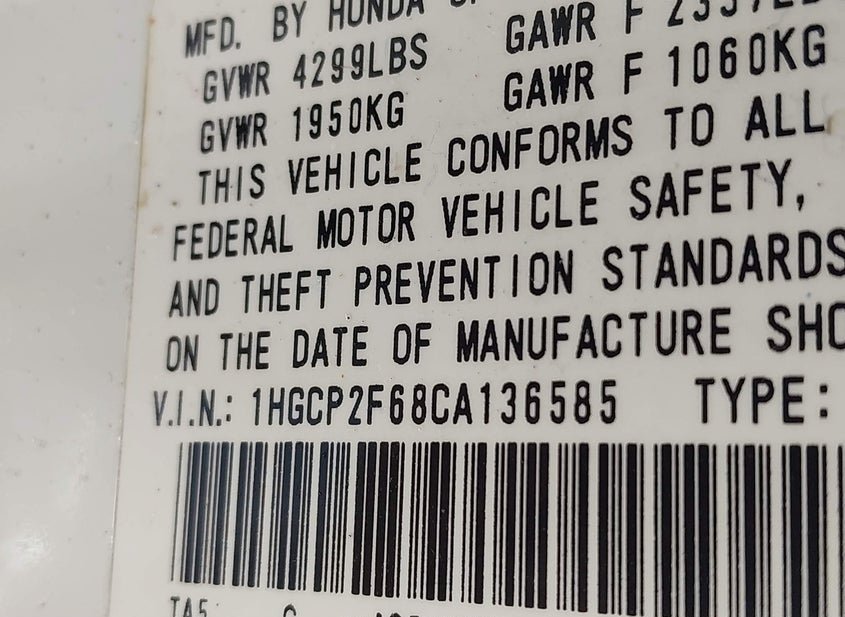 MFD. BY HONDA
GVWR 4299LBS GAWR F
GVWR 1950KG GAWR F 1060KG
THIS VEHICLE CONFORMS TO ALL
FEDERAL MOTOR VEHICLE SAFETY,
AND THEFT PREVENTION STANDARDS
ON THE DATE OF MANUFACTURE
V.I.N.: 1HGCP2F68CA136585 TYPE: